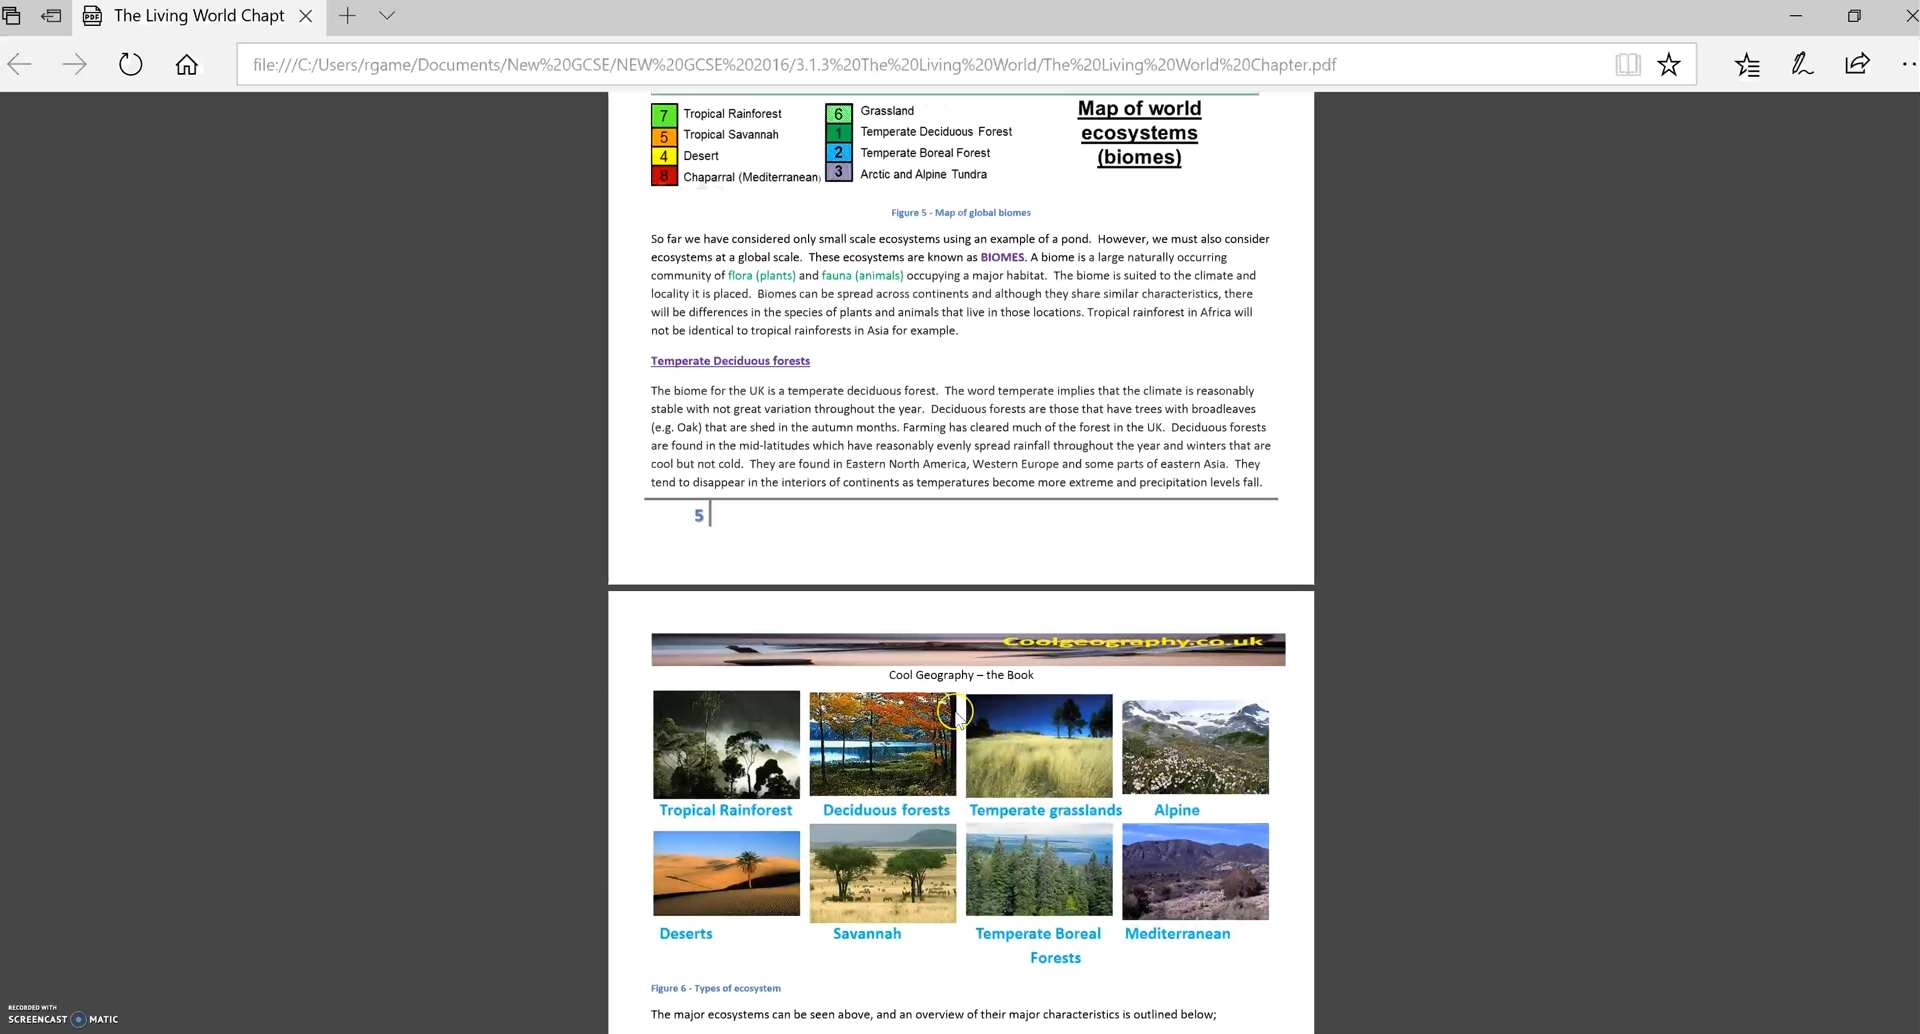 The Living World Chapt
file:///C:/Users/rgame/Documents/New%20GCSE/NEW%20GCSE%202016/3.1.3%20The%20Living%20World/The%20Living%20World%20Chapter.pdf
7 Tropical Rainforest
5 Tropical Savannah
4 Desert
8 Chaparral (Mediterranean)
6 Grassland
1 Temperate Deciduous Forest
2 Temperate Boreal Forest
3 Arctic and Alpine Tundra
Map of world
ecosystems
(biomes)
Figure 5 - Map of global biomes
So far we have considered only small scale ecosystems using an example of a pond. However, we must also consider
ecosystems at a global scale. These ecosystems are known as BIOMES. A biome is a large naturally occurring
community of flora (plants) and fauna (animals) occupying a major habitat. The biome is suited to the climate and
locality it is placed. Biomes can be spread across continents and although they share similar characteristics, there
will be differences in the species of plants and animals that live in those locations. Tropical rainforest in Africa will
not be identical to tropical rainforests in Asia for example.
Temperate Deciduous forests
The biome for the UK is a temperate deciduous forest. The word temperate implies that the climate is reasonably
stable with not great variation throughout the year. Deciduous forests are those that have trees with broadleaves
(e.g. Oak) that are shed in the autumn months. Farming has cleared much of the forest in the UK. Deciduous forests
are found in the mid-latitudes which have reasonably evenly spread rainfall throughout the year and winters that are
cool but not cold. They are found in Eastern North America, Western Europe and some parts of eastern Asia. They
tend to disappear in the interiors of continents as temperatures become more extreme and precipitation levels fall.
5
Coolgeography.co.uk
Cool Geography – the Book
Tropical Rainforest Deciduous forests Temperate grasslands Alpine
Deserts Savannah Temperate Boreal Mediterranean
Forests
Figure 6 - Types of ecosystem
The major ecosystems can be seen above, and an overview of their major characteristics is outlined below;
RECORDED WITH
SCREENCAST MATIC